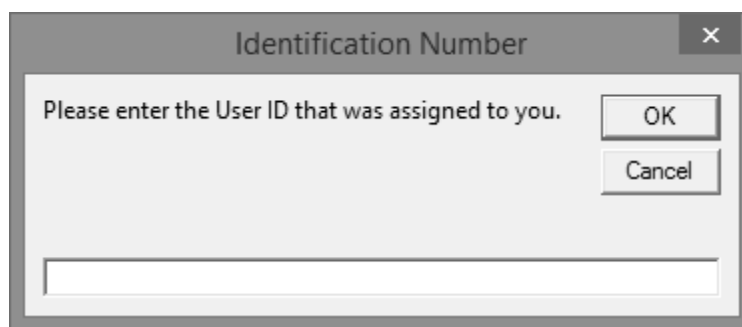 Identification Number
Please enter the User ID that was assigned to you.
OK
Cancel